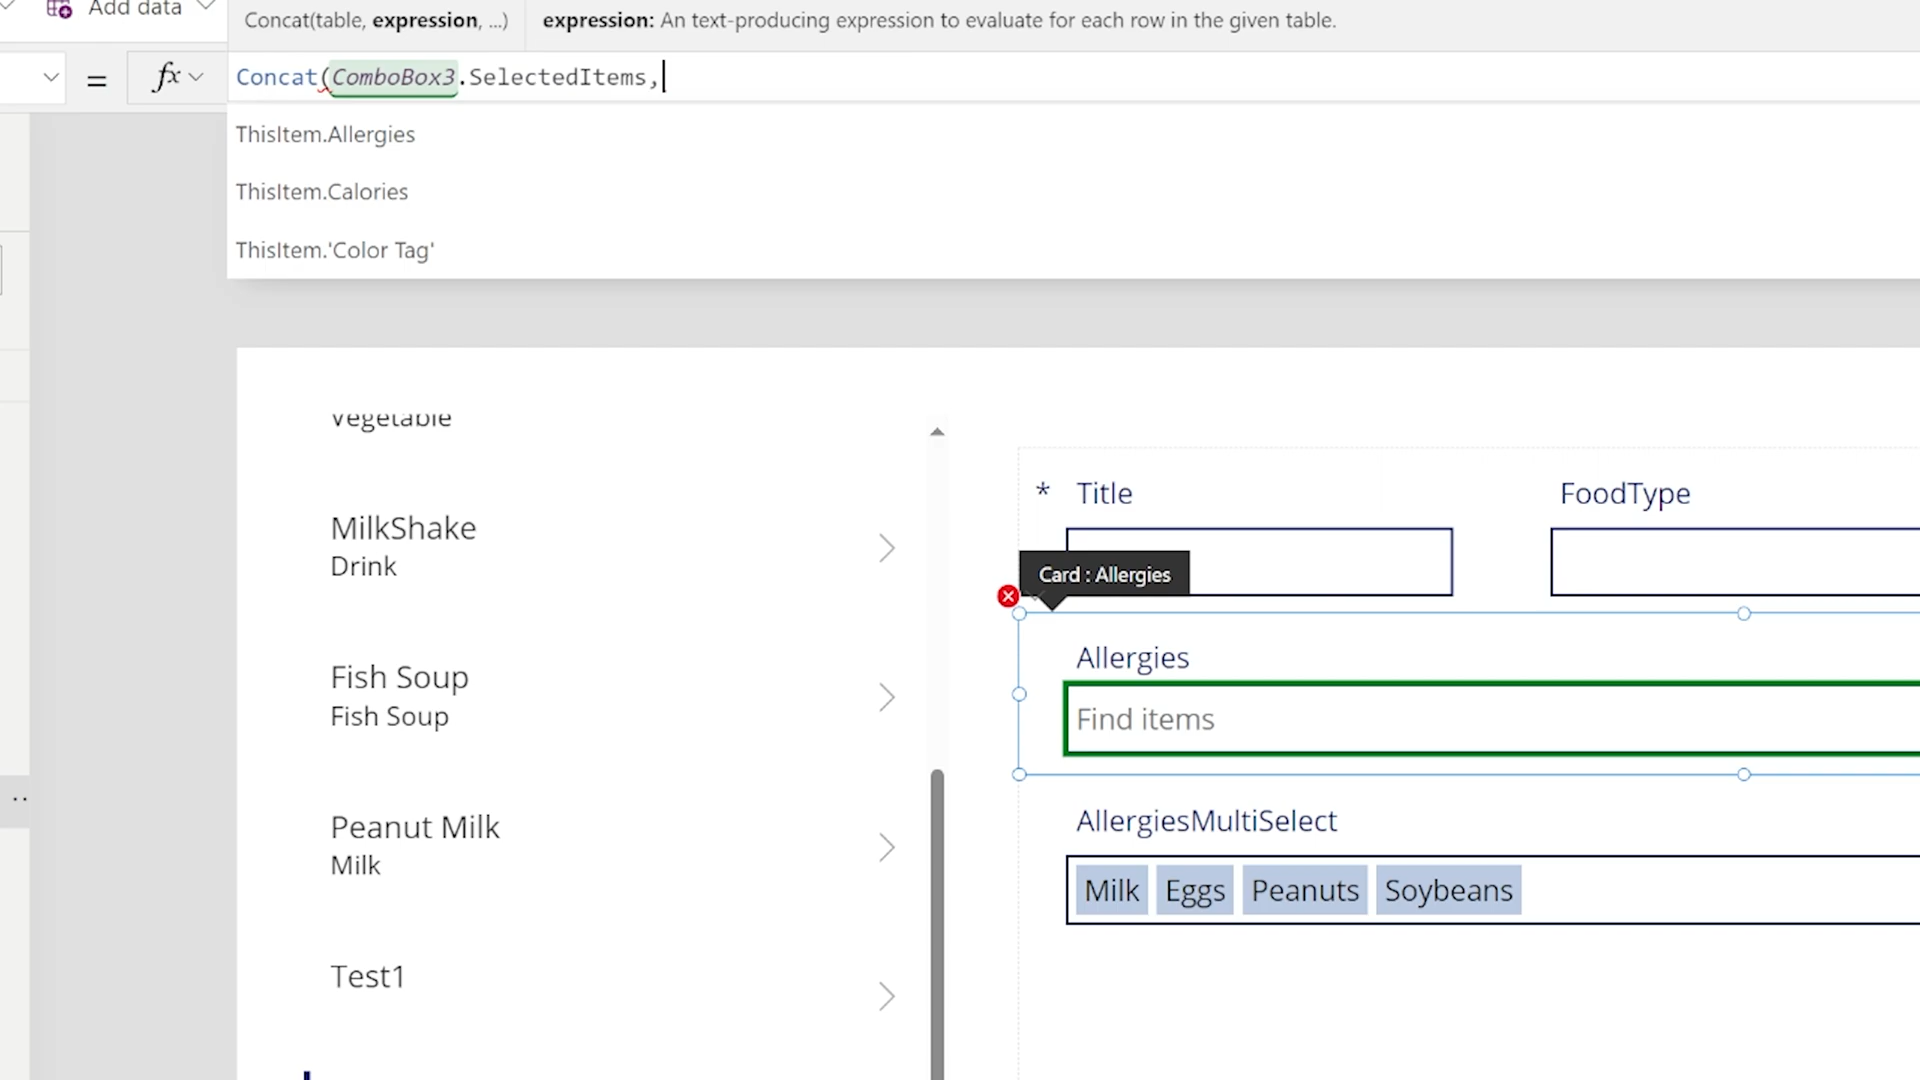 Add data
Concat(table, expression, ...)
expression: An text-producing expression to evaluate for each row in the given table.
=
fx
Concat(ComboBox3.SelectedItems,
ThisItem.Allergies
ThisItem.Calories
ThisItem.'Color Tag'
Vegetable
MilkShake
Drink
Fish Soup
Fish Soup
Peanut Milk
Milk
Test1
* Title
FoodType
Card : Allergies
Allergies
Find items
AllergiesMultiSelect
Milk Eggs Peanuts Soybeans